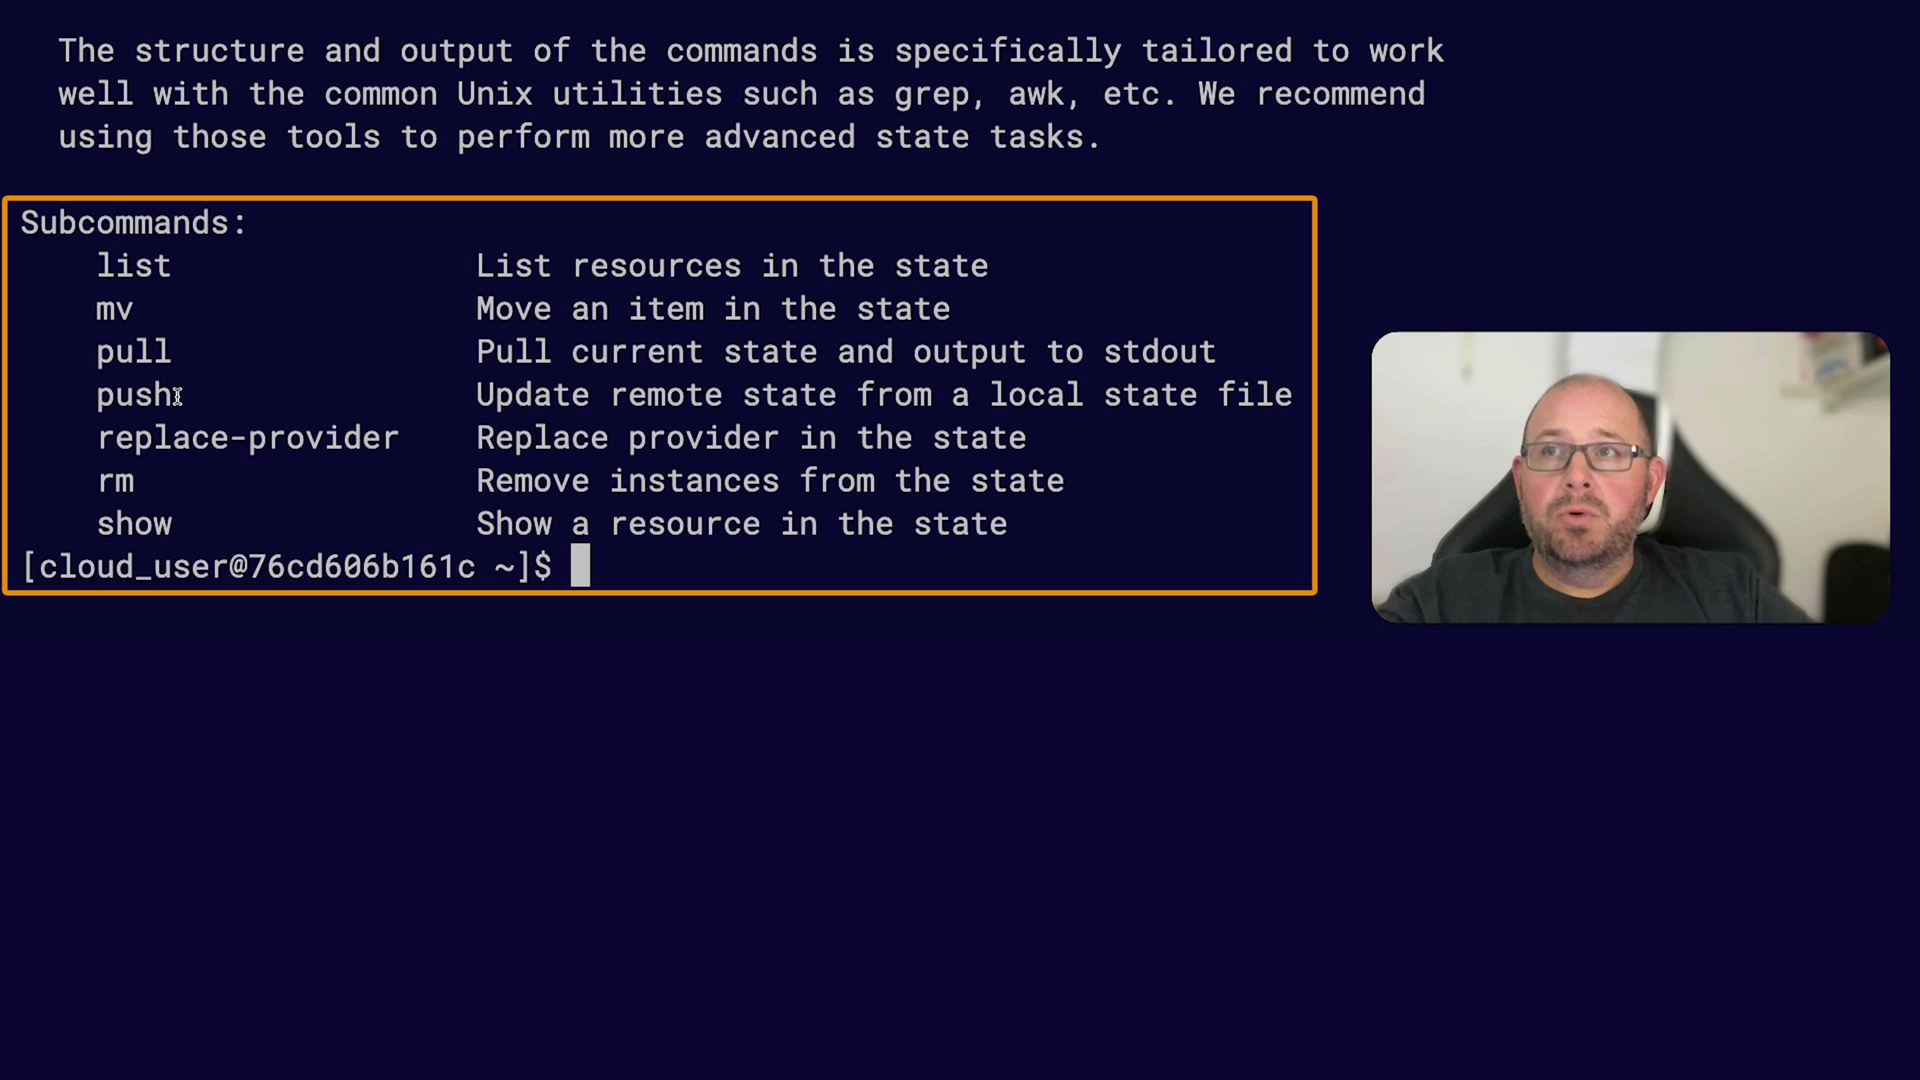 The structure and output of the commands is specifically tailored to work
well with the common Unix utilities such as grep, awk, etc. We recommend
using those tools to perform more advanced state tasks.
Subcommands:
list List resources in the state
mv Move an item in the state
pull Pull current state and output to stdout
push Update remote state from a local state file
replace-provider Replace provider in the state
rm Remove instances from the state
show Show a resource in the state
[cloud_user@76cd606b161c ~]$